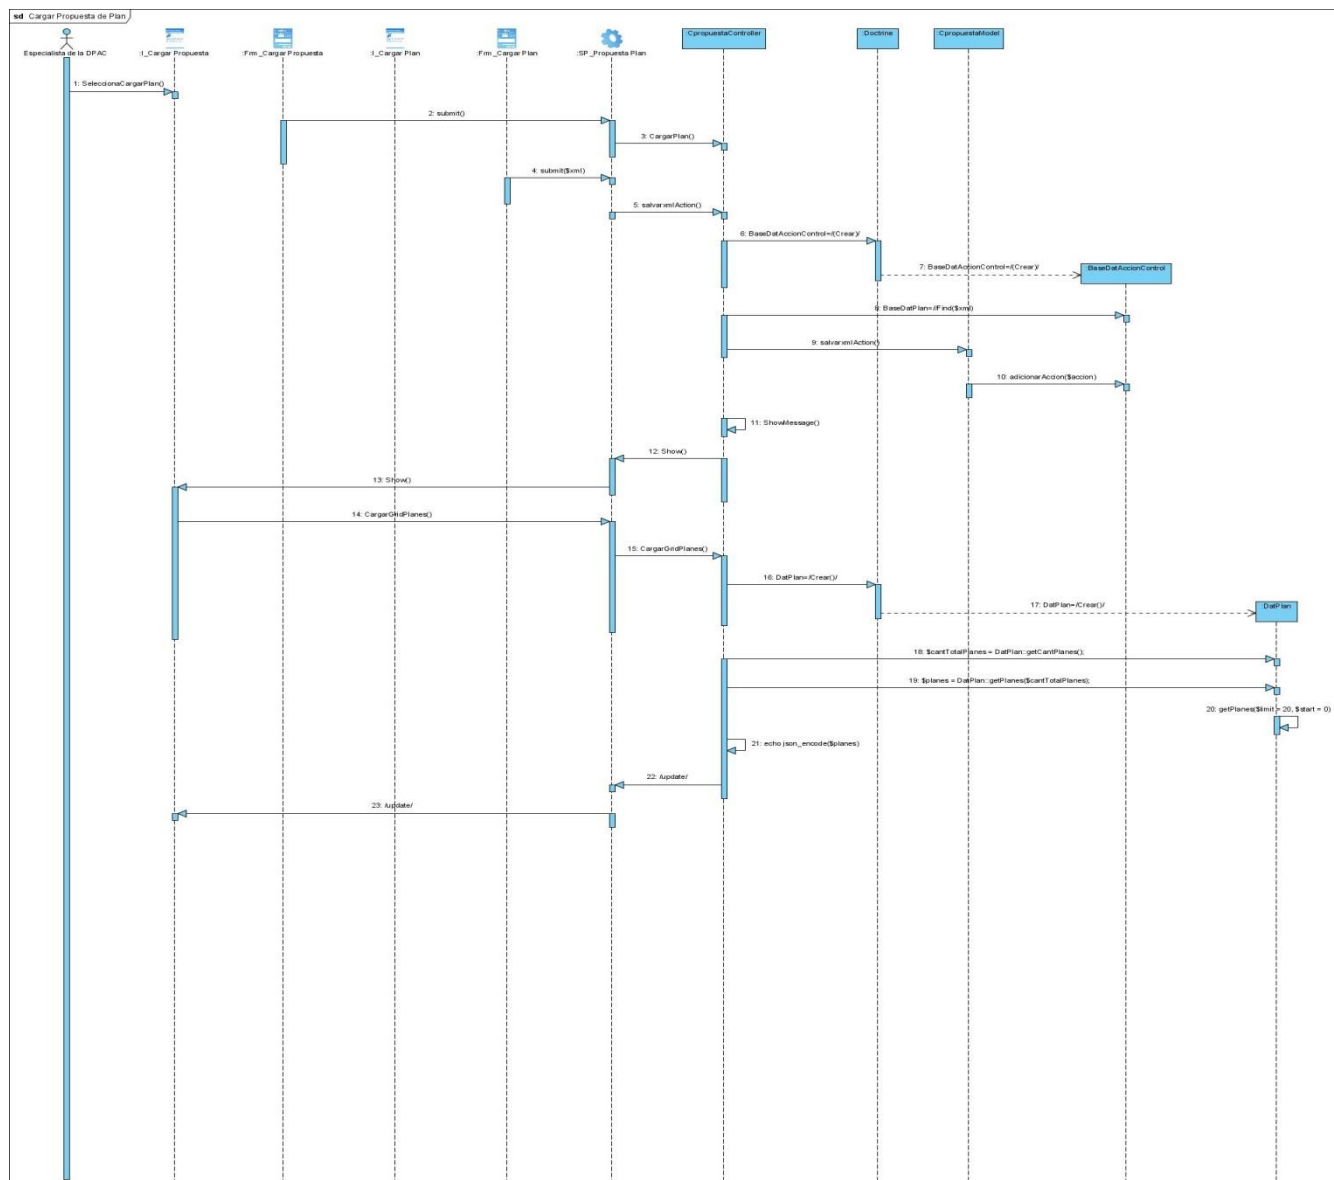 sd Cargar Propuesta de Plan
Especialista de la DPAC
:I_Cargar Propuesta
:Frm_Cargar Propuesta
:I_Cargar Plan
:Frm_Cargar Plan
:SP_Propuesta Plan
:CpropuestaController
:Doctrine
:CpropuestaModel
1: SeleccionaCargarPlan()
2: submit()
3: CargarPlan()
4: submit($xml)
5: salvarxmlAction()
6: BaseDatAccionControl=/(Crear)/
7: BaseDatAccionControl=/(Crear)/
:BaseDatAccionControl
8: BaseDatPlan=//Find($xml)
9: salvarxmlAction()
10: adicionarAccion($accion)
11: ShowMessage()
12: Show()
13: Show()
14: CargarGridPlanes()
15: CargarGridPlanes()
16: DatPlan=/Crear()/
17: DatPlan=/Crear()/
:DatPlan
18: $cantTotalPlanes = DatPlan::getCantPlanes();
19: $planes = DatPlan::getPlanes($cantTotalPlanes);
20: getPlanes($limit = 20, $start = 0)
21: echo json_encode($planes)
22: /update/
23: /update/